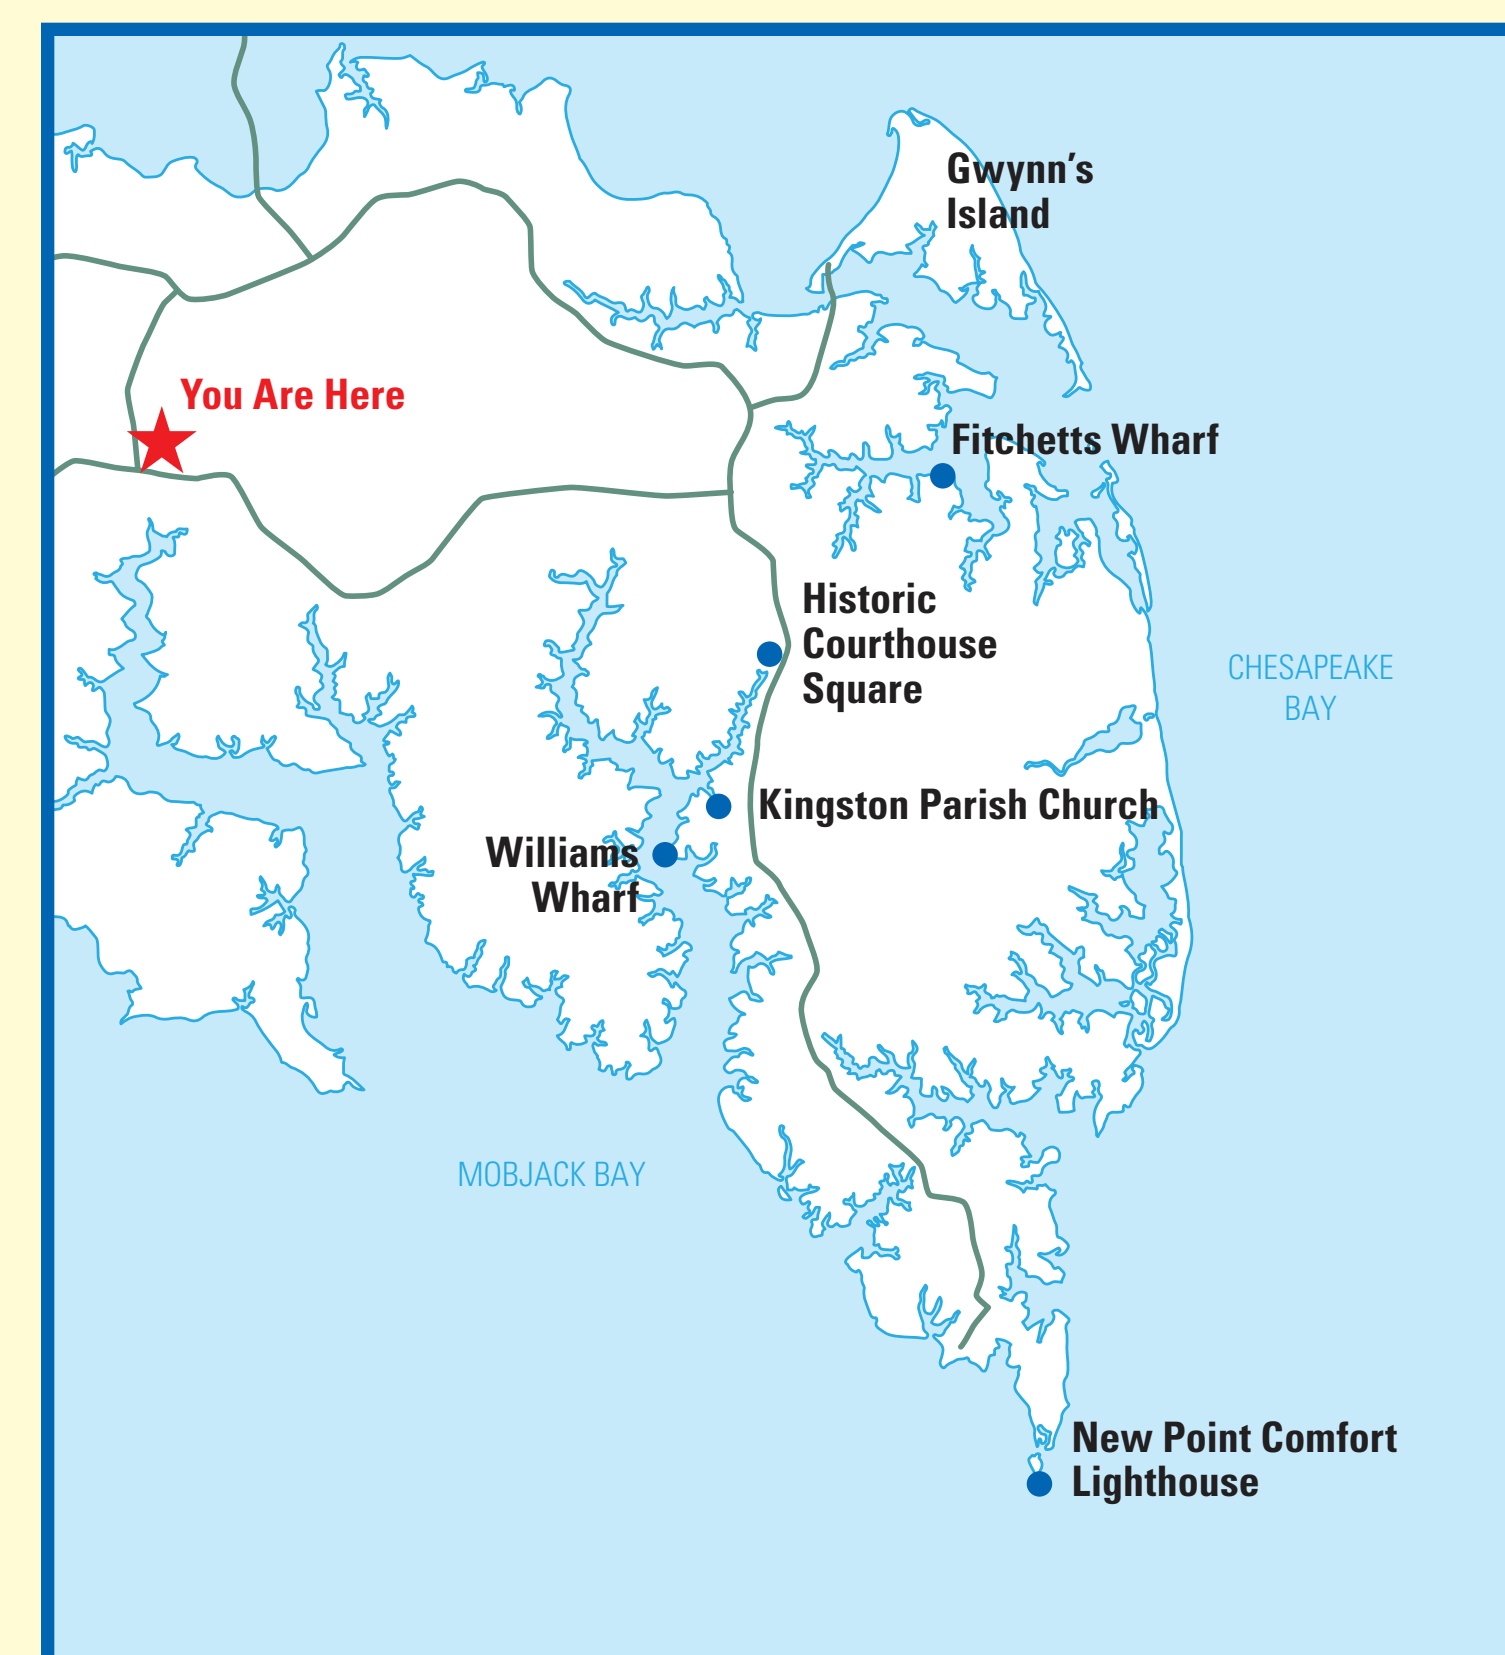 Gwynn's
Island
You Are Here
Fitchetts Wharf
Historic
Courthouse
Square
CHESAPEAKE
BAY
Kingston Parish Church
Williams
Wharf
MOBJACK BAY
New Point Comfort
Lighthouse